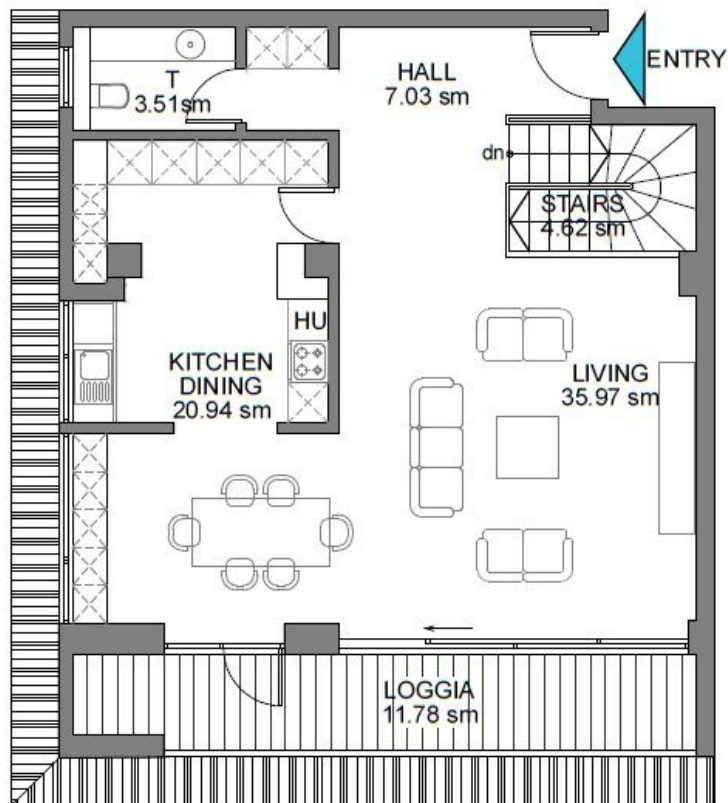 ENTRY
HALL
7.03 sm
T
3.51sm
dn
STAIRS
4.62 sm
HU
KITCHEN
DINING
20.94 sm
LIVING
35.97 sm
LOGGIA
11.78 sm